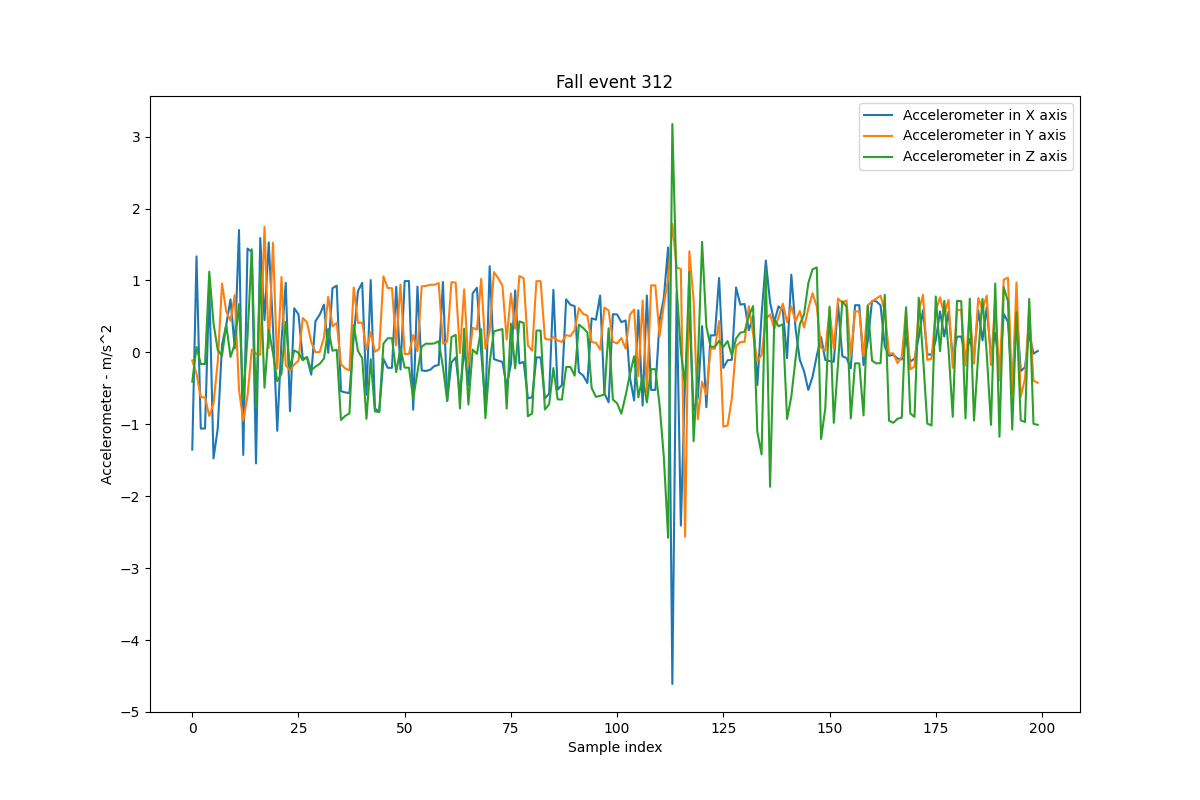 Fall event 312
Accelerometer in X axis
Accelerometer in Y axis
Accelerometer in Z axis
Accelerometer - m/s^2
3
2
1
0
−1
−2
−3
−4
−5
0 25 50 75 100 125 150 175 200
Sample index